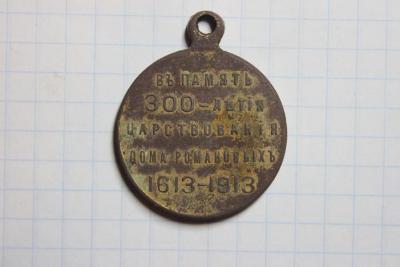 ВЪ ПАМЯТЬ
300-ЛѢТІЯ
ЦАРСТВОВАНІЯ
ДОМА РОМАНОВЫХЪ
1613-1913